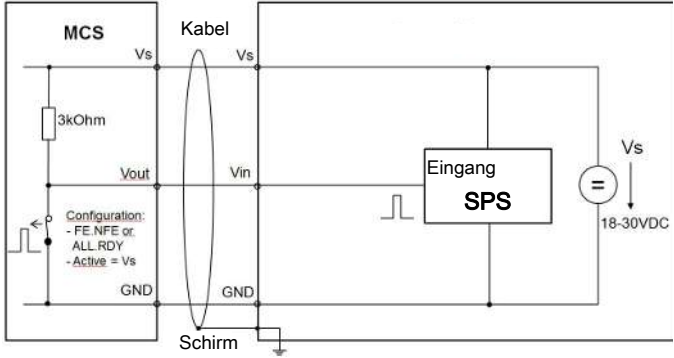 MCS
Kabel
Vs
Vs
3kOhm
Vout
Vin
Eingang
SPS
Vs
=
18-30VDC
Configuration:
- FE.NFE or
ALL.RDY
- Active = Vs
GND
GND
Schirm